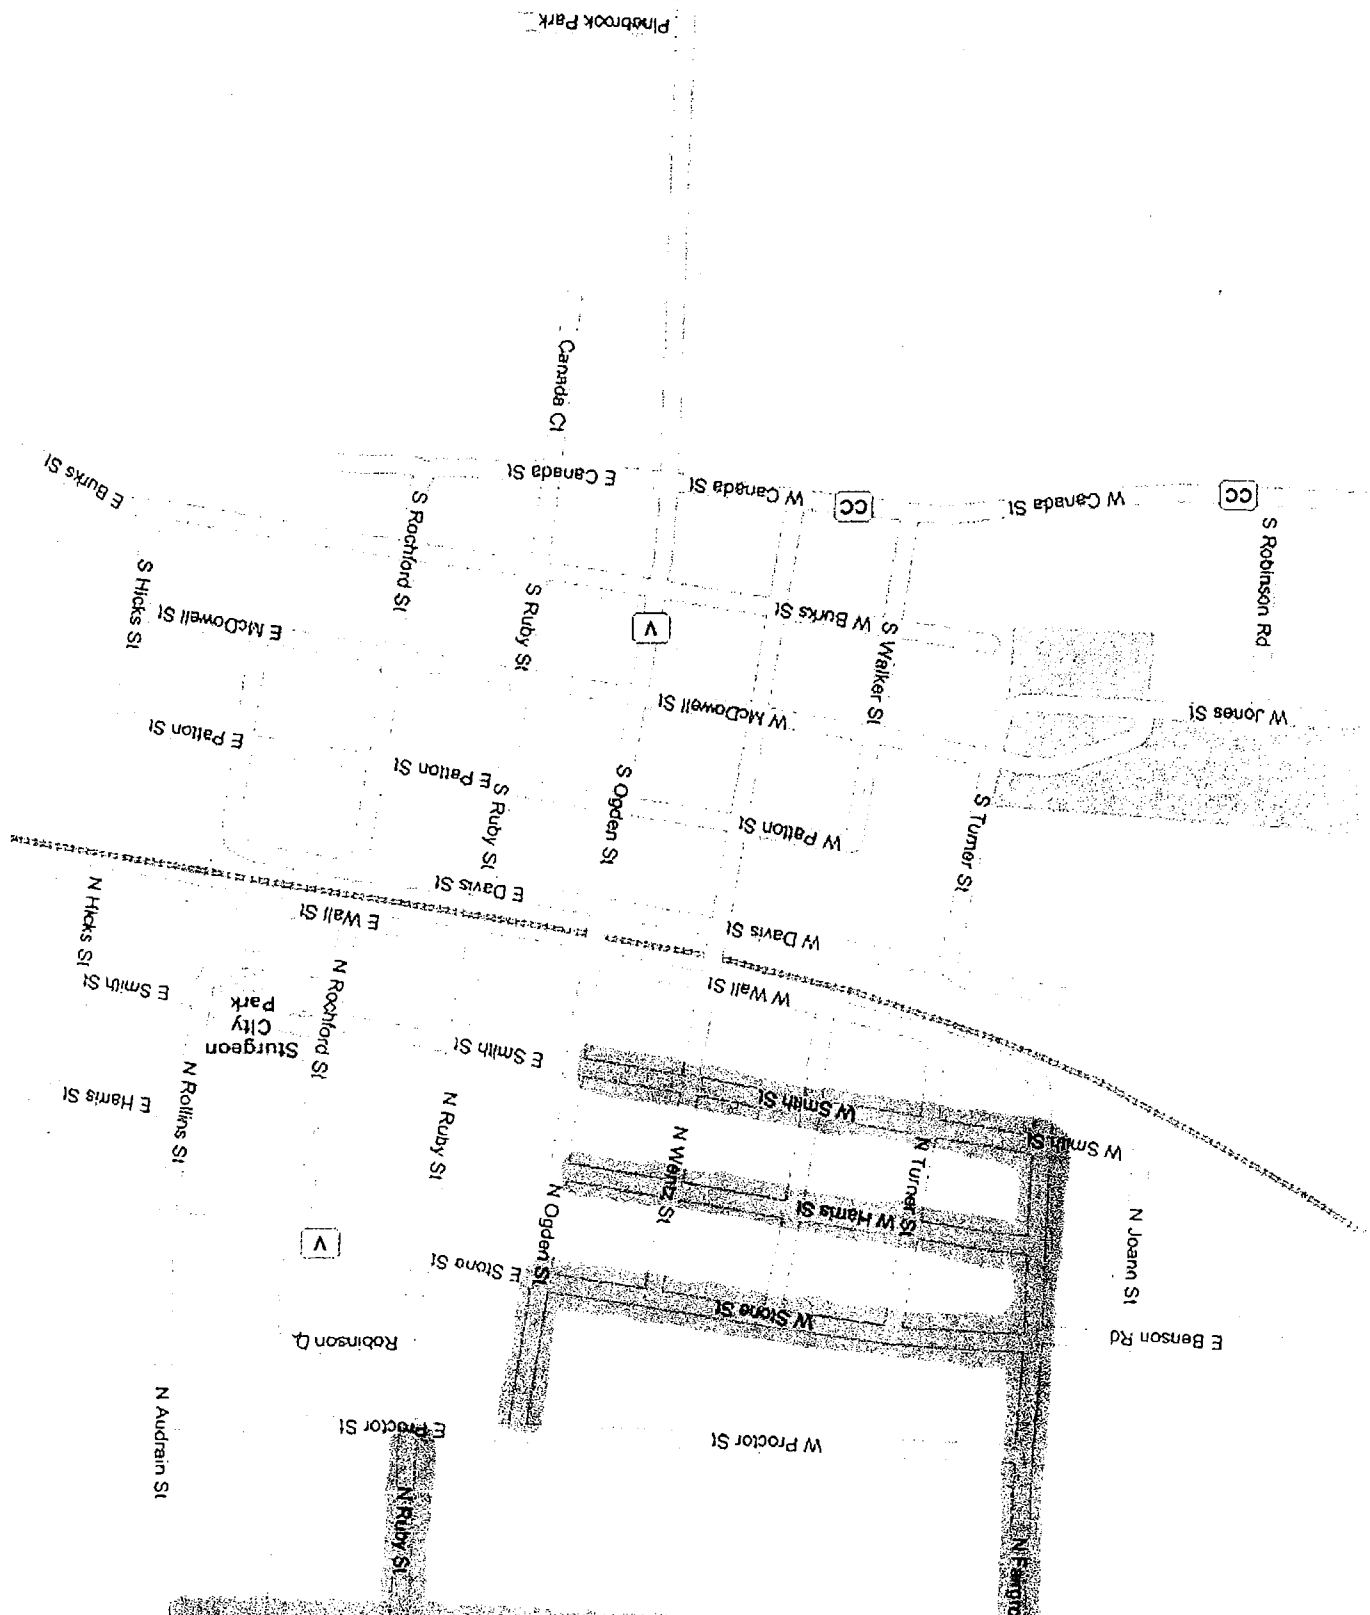 Pinebrook Park
Canada Ct
E Burks St
E Canada St
W Canada St
CC
W Canada St
CC
S Rochford St
S Robinson Rd
S Hicks St
E McDowell St
S Ruby St
V
W Burks St
S Walker St
W McDowell St
W Jones St
E Patton St
E Patton St
S Ruby St
S Ogden St
W Patton St
S Turner St
E Davis St
W Davis St
N Hicks St
E Wall St
W Wall St
E Smith St
N Rochford St
Sturgeon
City
Park
E Smith St
W Smith St
W Smith St
E Harris St
N Rollins St
N Ruby St
N Wentz St
N Turner St
W Harris St
N Joann St
V
N Ogden St
E Stone St
W Stone St
E Benson Rd
Robinson
N Audrain St
E Proctor St
W Proctor St
N Ruby St